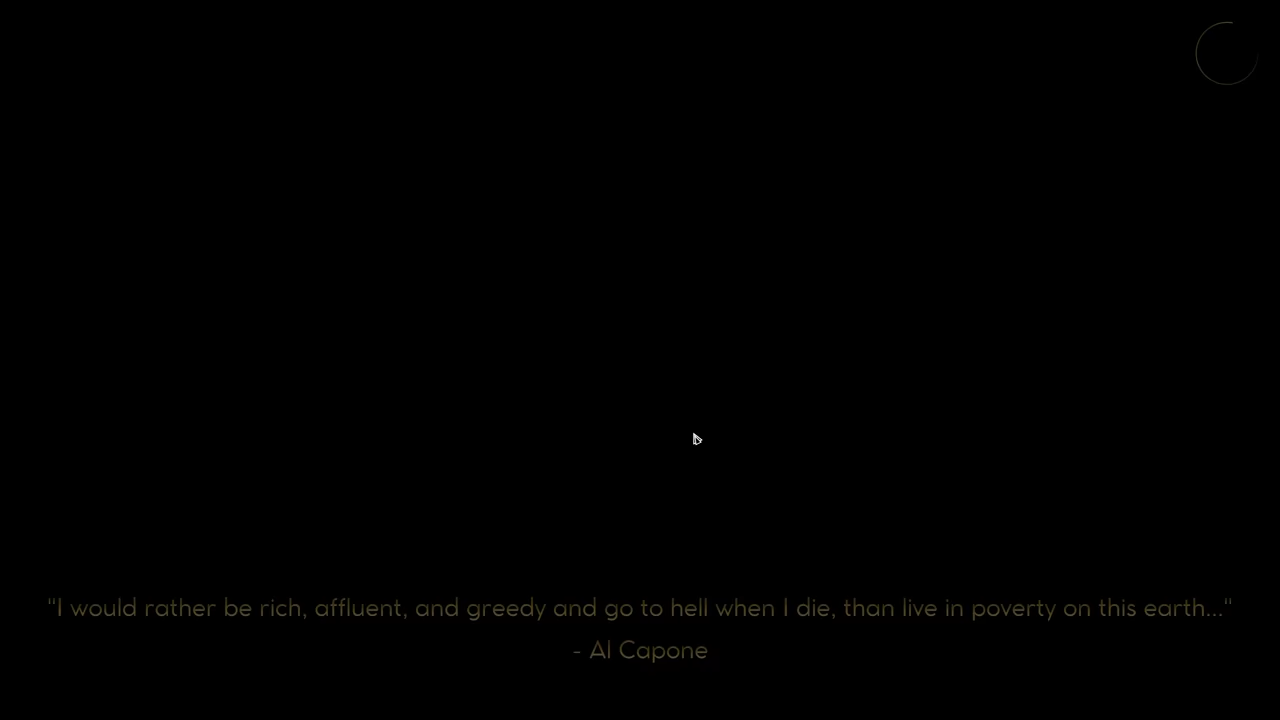 "I would rather be rich, affluent, and greedy and go to hell when I die, than live in poverty on this earth..."
- Al Capone